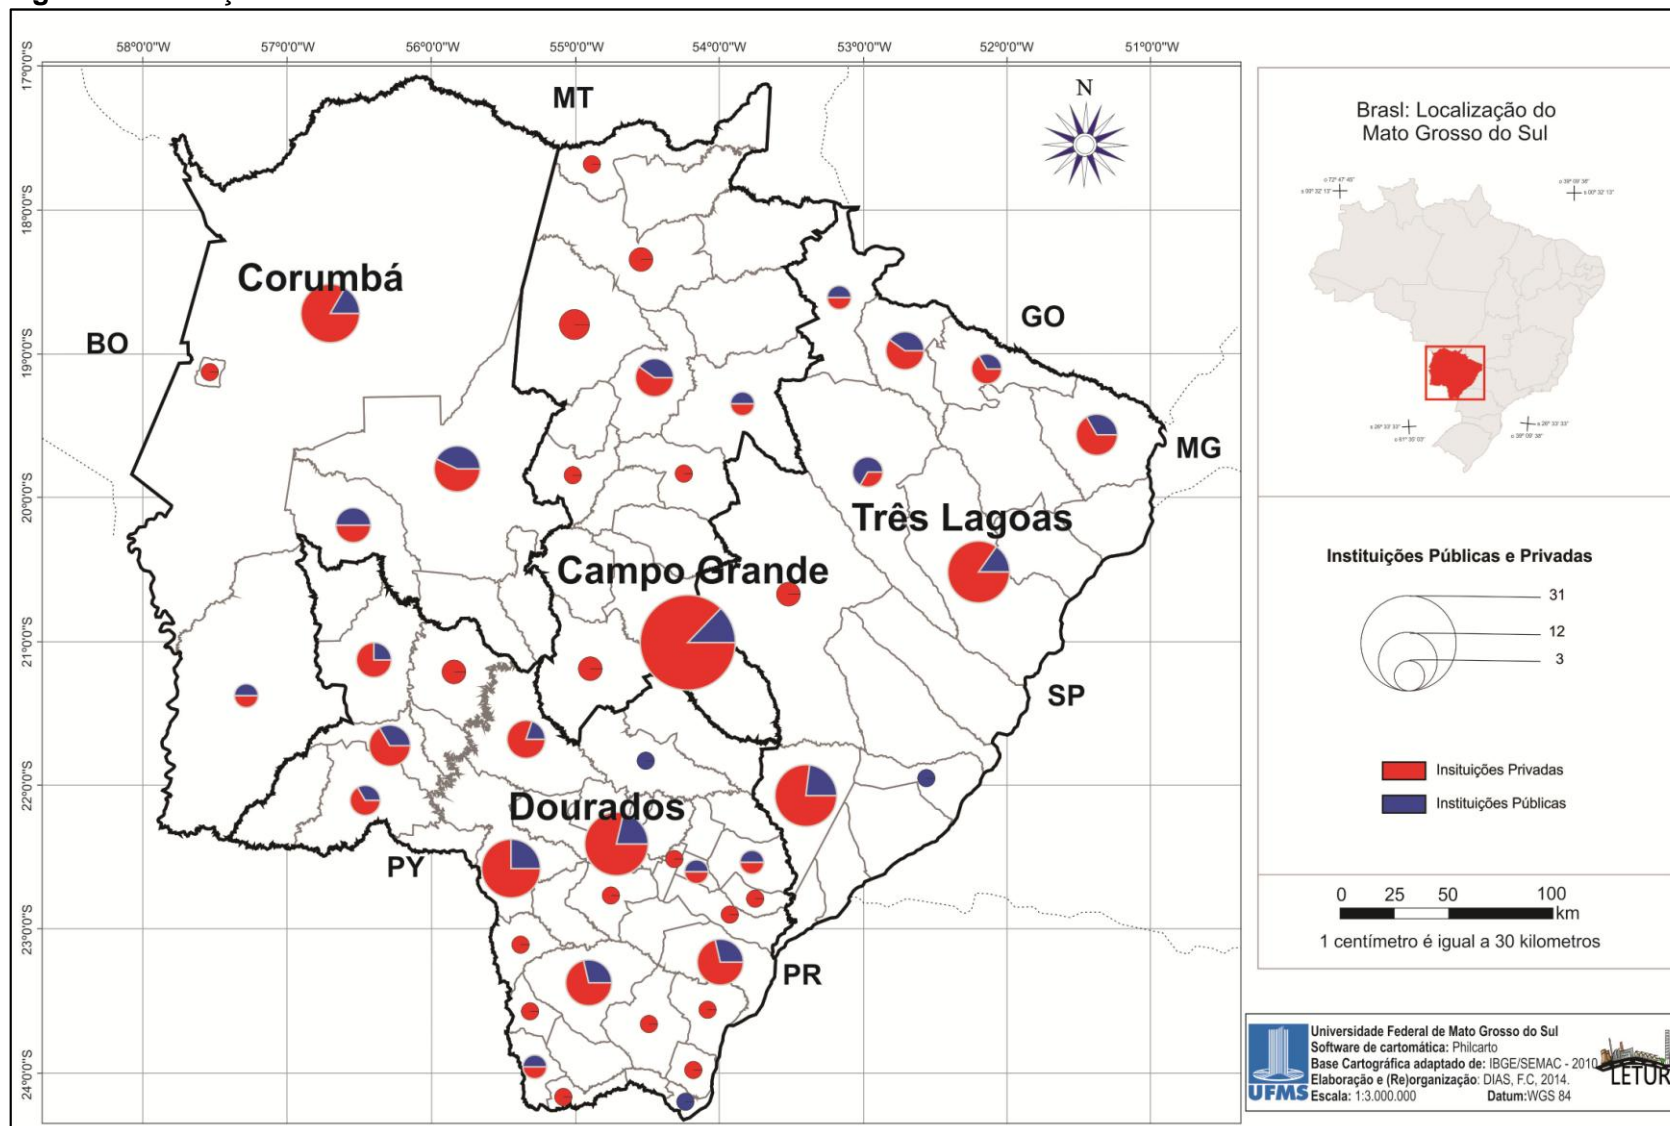 58°0'0"W 57°0'0"W 56°0'0"W 55°0'0"W 54°0'0"W 53°0'0"W 52°0'0"W 51°0'0"W
17°0'0"S
18°0'0"S
19°0'0"S
20°0'0"S
21°0'0"S
22°0'0"S
23°0'0"S
24°0'0"S
MT
N
Corumbá
GO
BO
MG
Três Lagoas
Campo Grande
SP
Dourados
PY
PR
Brasl: Localização do
Mato Grosso do Sul
Instituições Públicas e Privadas
31
12
3
Insituições Privadas
Instituições Públicas
0 25 50 100
km
1 centímetro é igual a 30 kilometros
UFMS
Universidade Federal de Mato Grosso do Sul
Software de cartomática: Philcarto
Base Cartográfica adaptado de: IBGE/SEMAC - 2010
Elaboração e (Re)organização: DIAS, F.C, 2014.
Escala: 1:3.000.000 Datum:WGS 84
LETUR